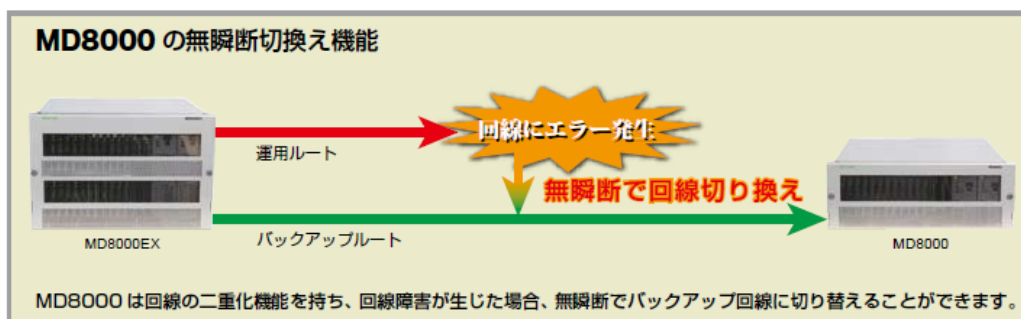 MD8000 の無瞬断切換え機能
回線にエラー発生
運用ルート
無瞬断で回線切り換え
バックアップルート
MD8000EX
MD8000
MD8000 は回線の二重化機能を持ち、回線障害が生じた場合、無瞬断でバックアップ回線に切り替えることができます。